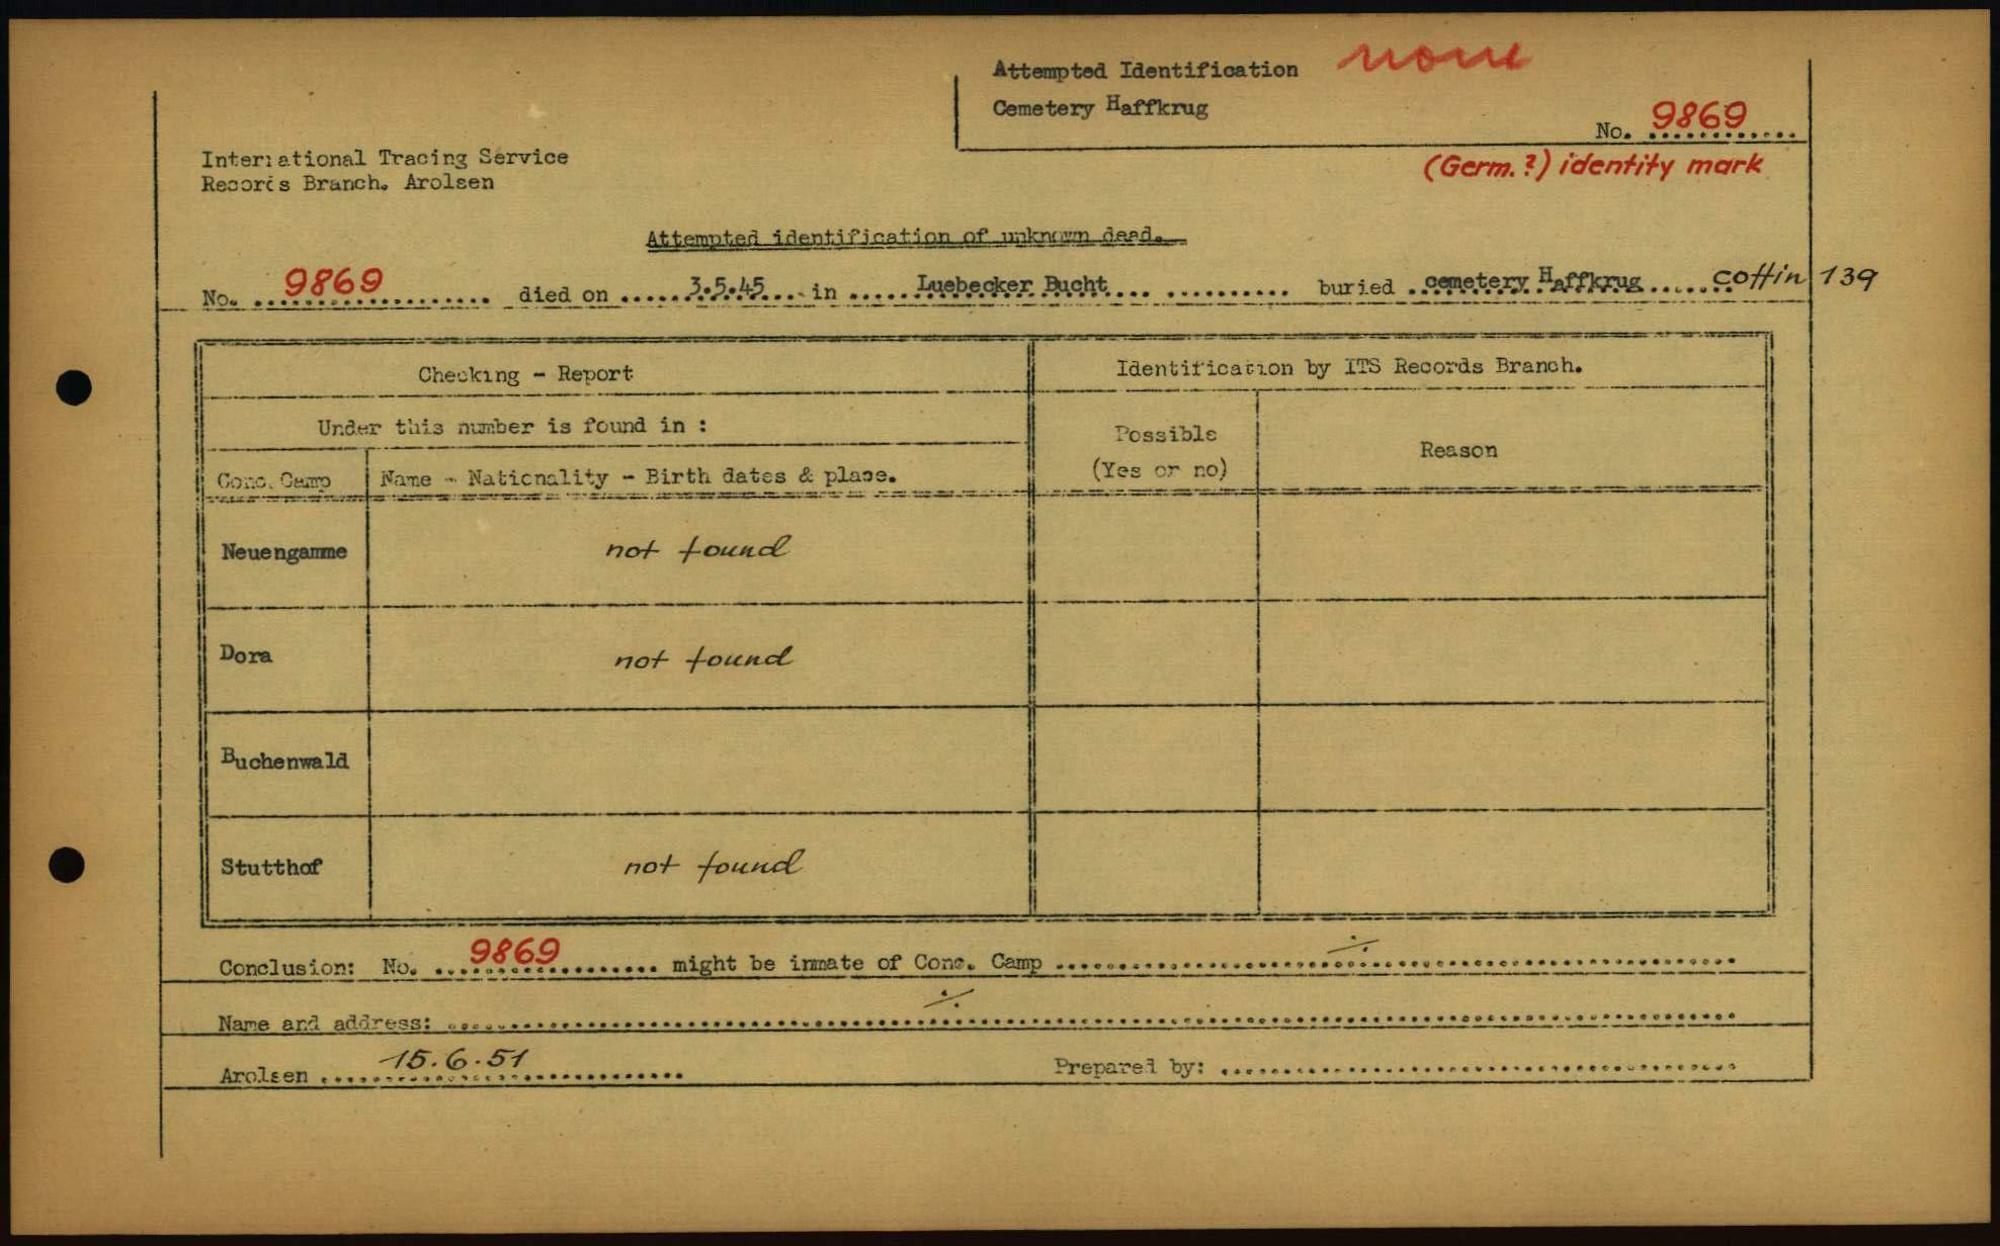 Attempted Identification none
Cemetery Haffkrug
No. 9869
(Germ.?) identity mark
International Tracing Service
Records Branch. Arolsen
Attempted identification of unknown dead.
No. 9869 died on 3.5.45 in Luebecker Bucht buried cemetery Haffkrug coffin 139
Checking - Report
Identification by ITS Records Branch.
Under this number is found in :
Possible
(Yes or no)
Reason
Conc. Camp Name - Nationality - Birth dates & place.
Neuengamme not found
Dora not found
Buchenwald
Stutthof not found
Conclusion: No. 9869 might be inmate of Conc. Camp ./.
Name and address: ./.
Arolsen 15.6.51 Prepared by: